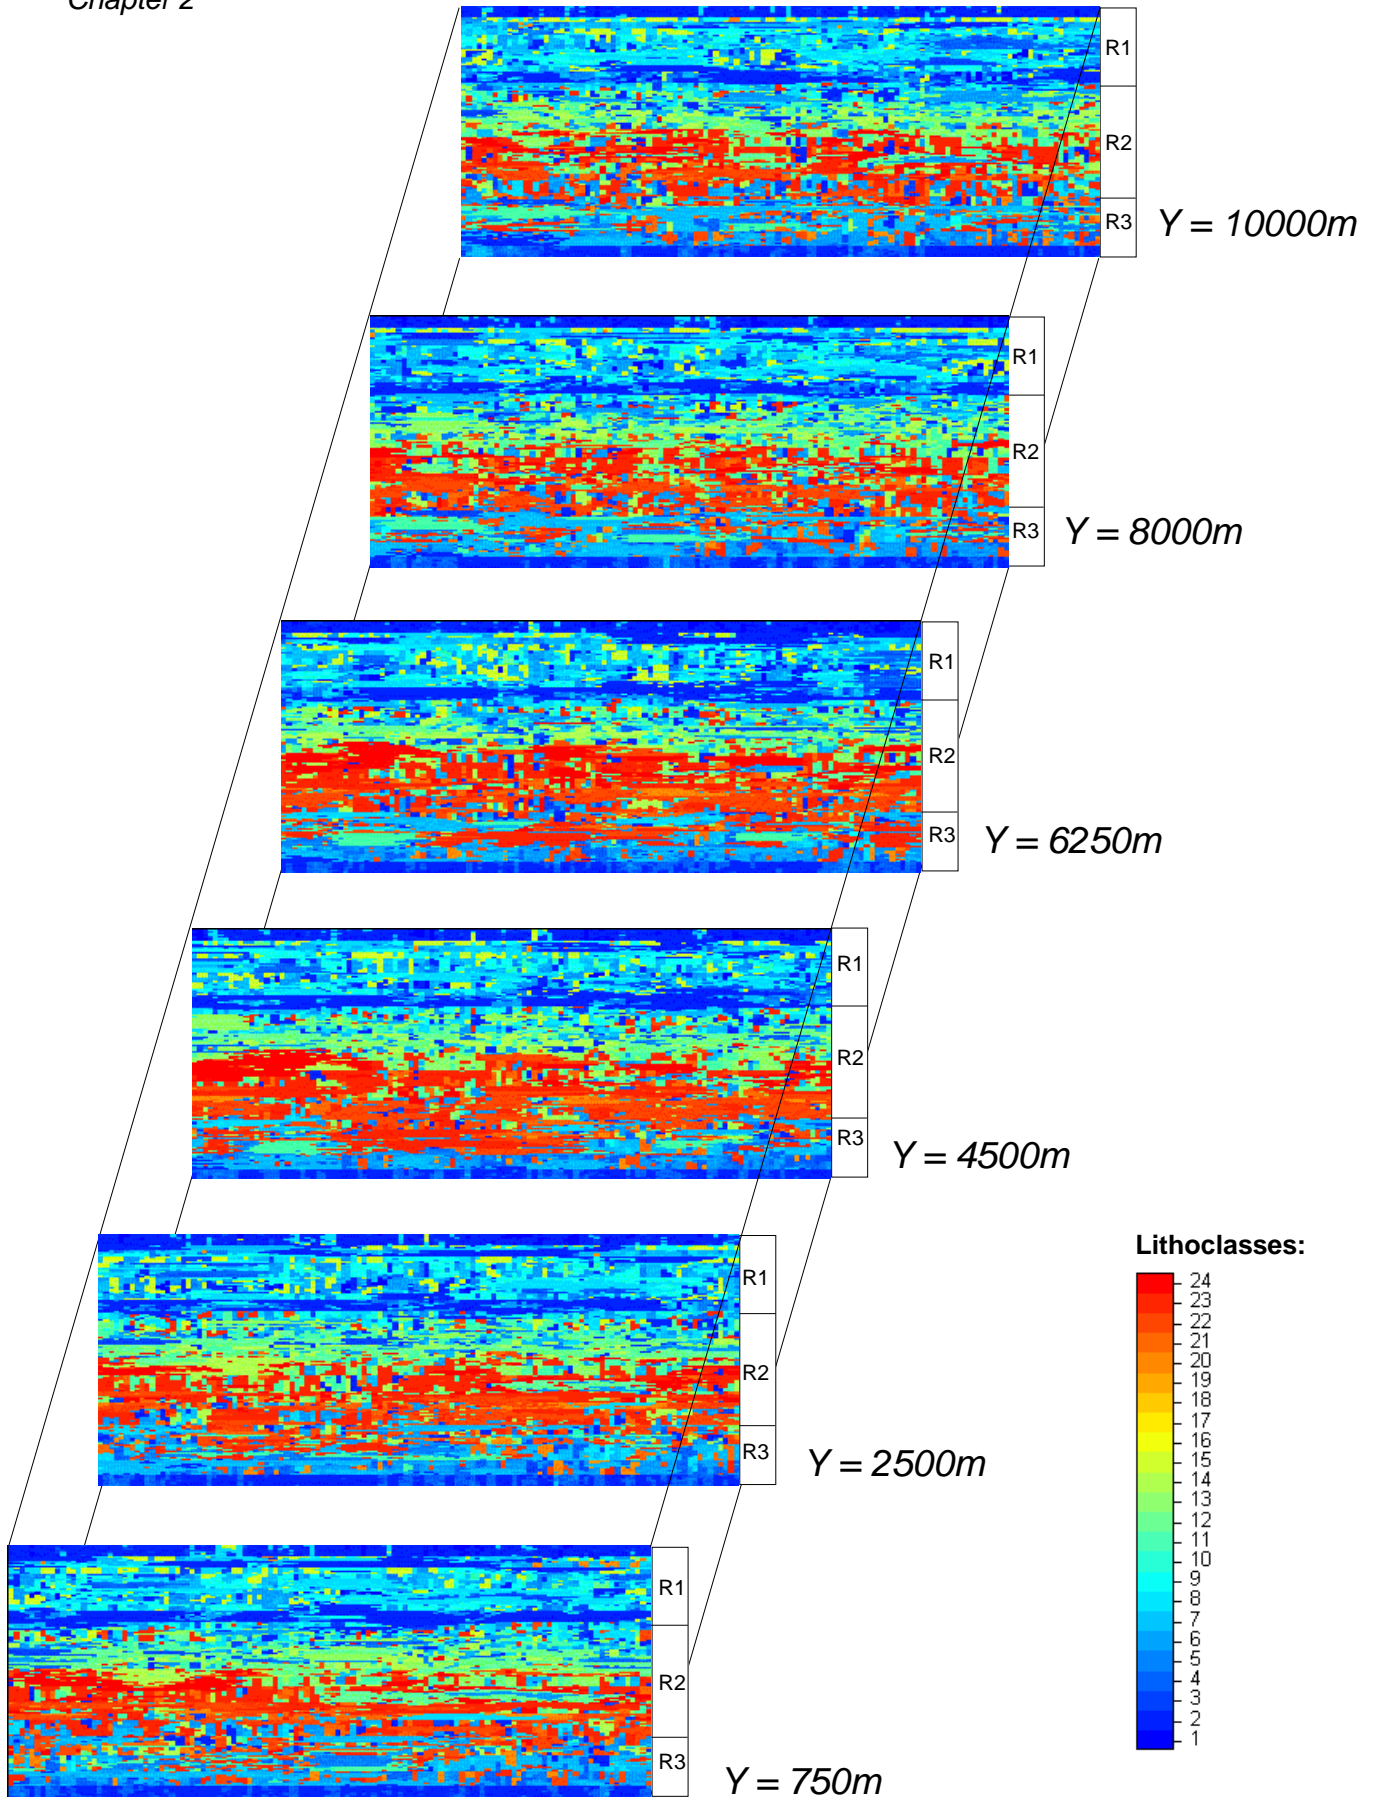 Chapter 2
R1
R2
R3
Y = 10000m
R1
R2
R3
Y = 8000m
R1
R2
R3
Y = 6250m
R1
R2
R3
Y = 4500m
R1
R2
R3
Y = 2500m
Lithoclasses:
24
23
22
21
20
19
18
17
16
15
14
13
12
11
10
9
8
7
6
5
4
3
2
1
R1
R2
R3
Y = 750m